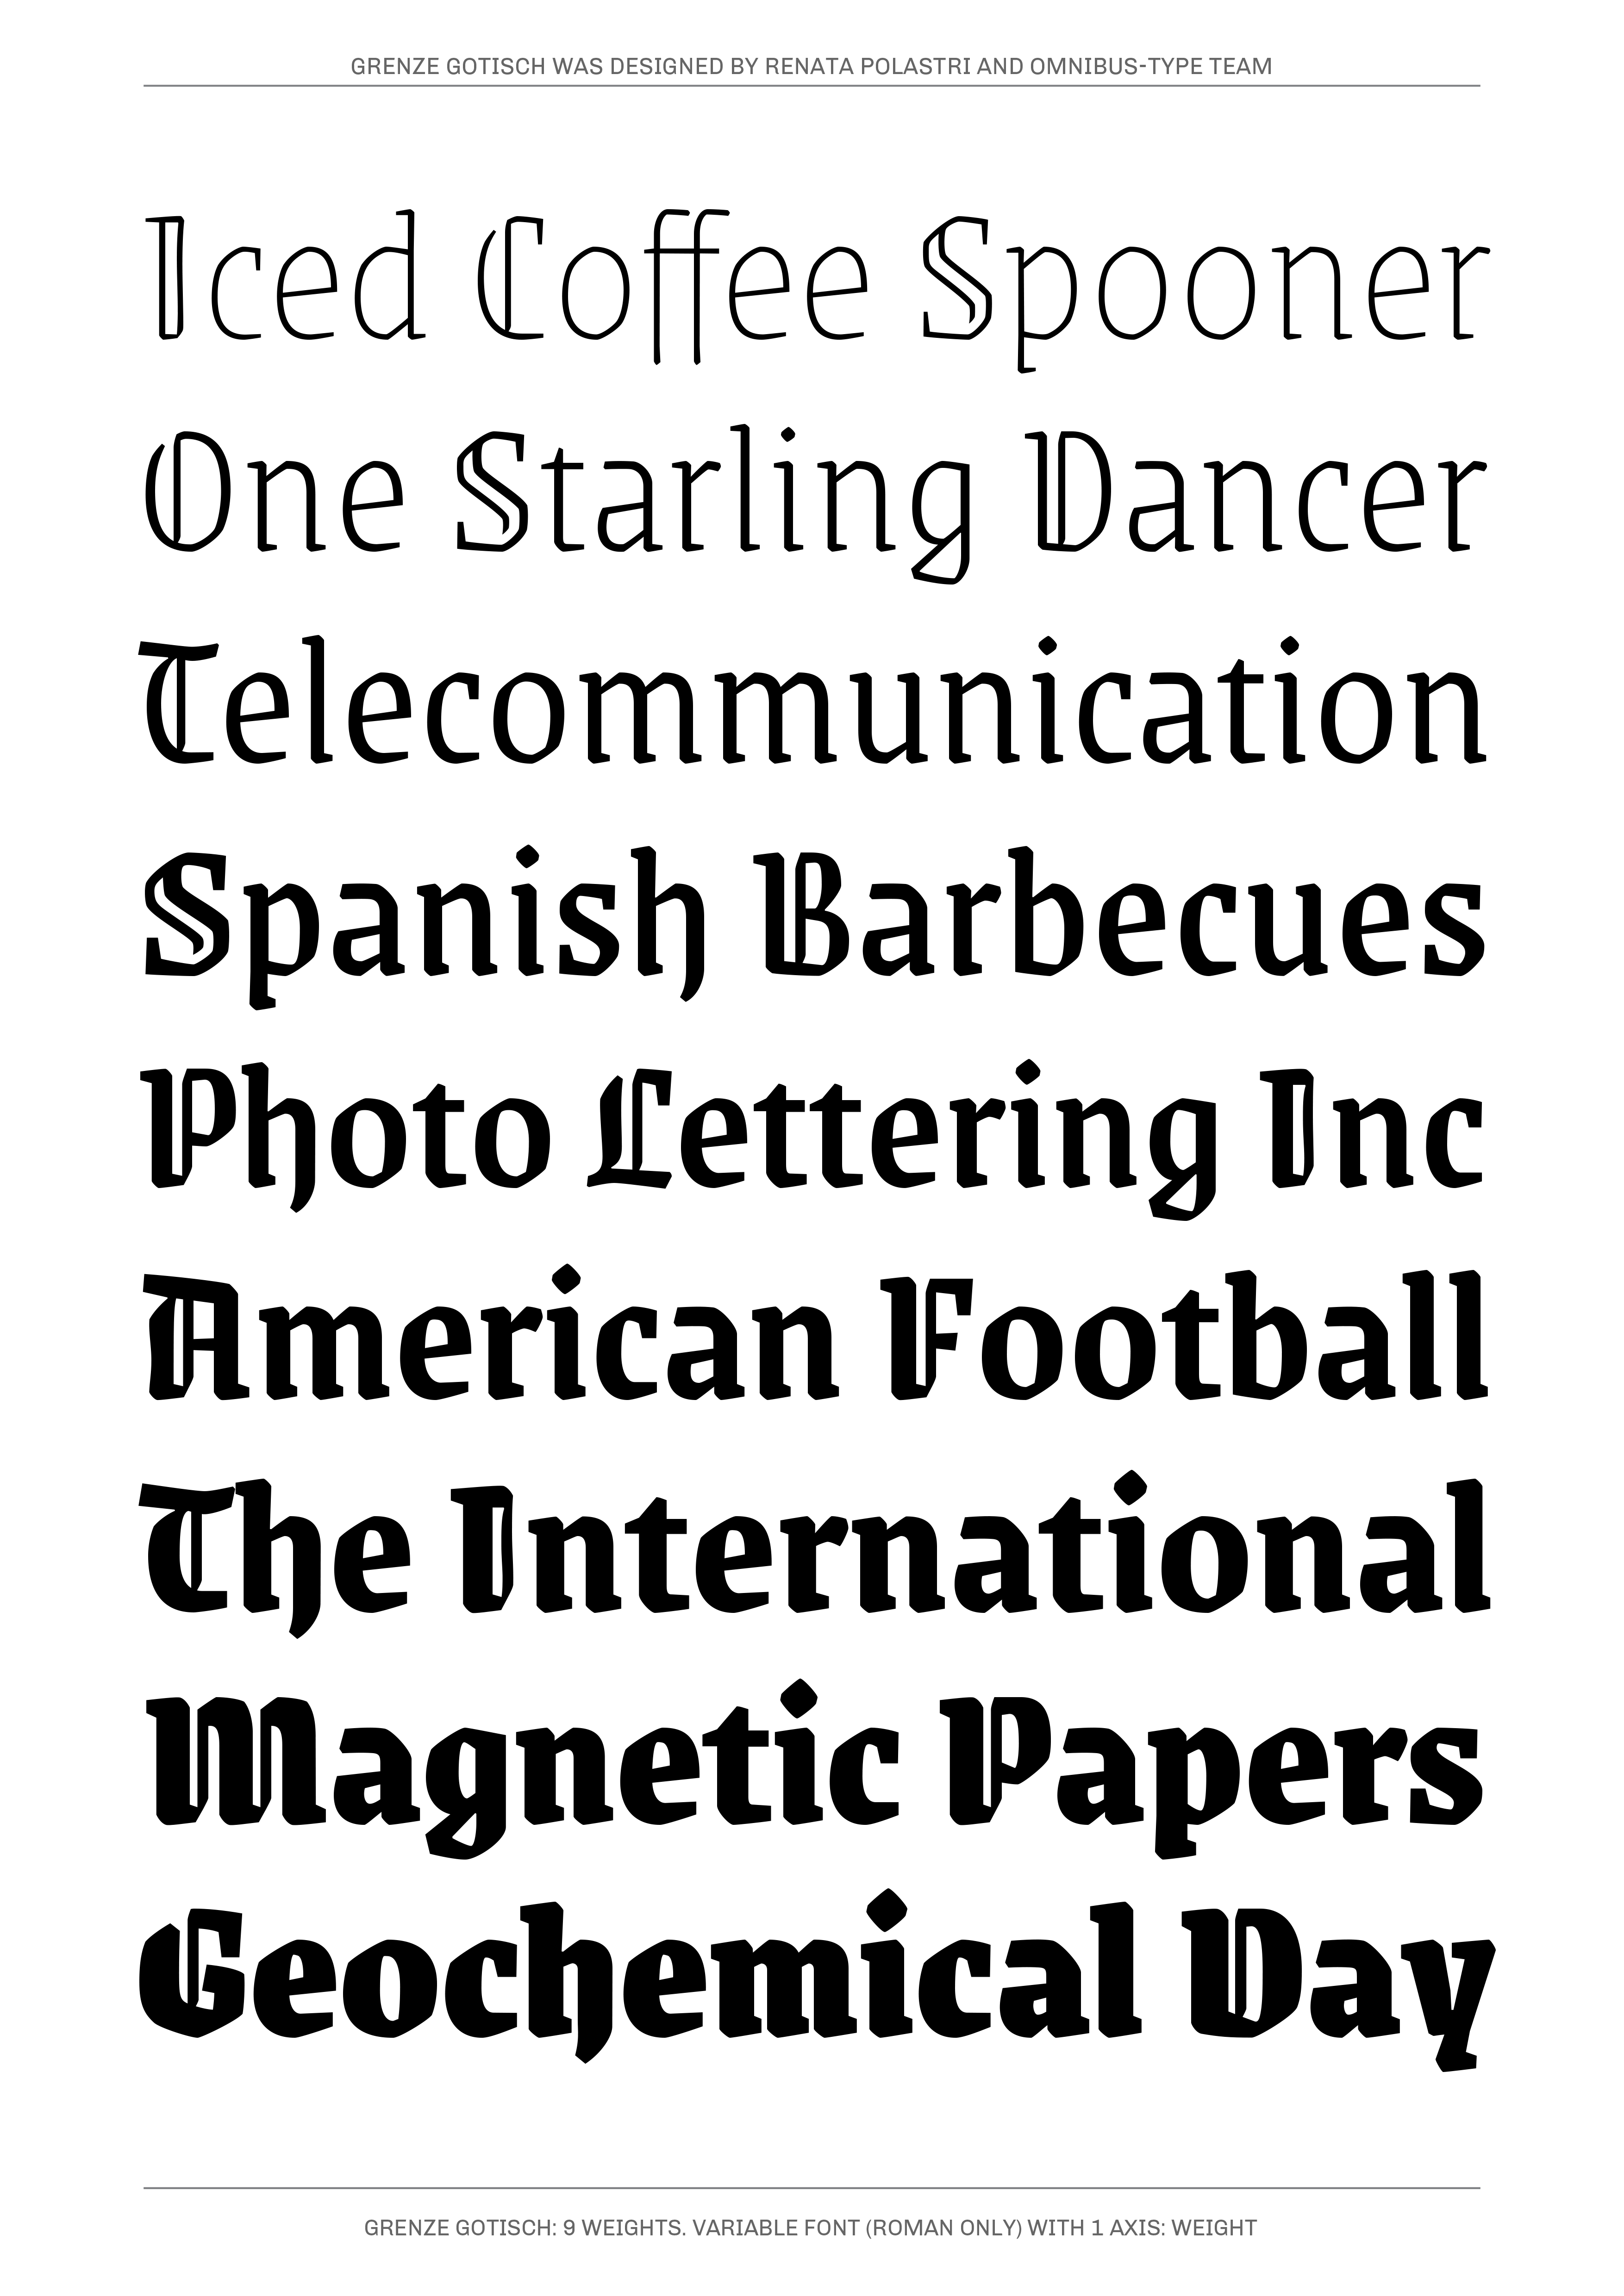 GRENZE GOTISCH WAS DESIGNED BY RENATA POLASTRI AND OMNIBUS-TYPE TEAM
Iced Coffee Spooner
One Starling Dancer
Telecommunication
Spanish Barbecues
Photo Lettering Inc
American Football
The International
Magnetic Papers
Geochemical Day
GRENZE GOTISCH: 9 WEIGHTS. VARIABLE FONT (ROMAN ONLY) WITH 1 AXIS: WEIGHT